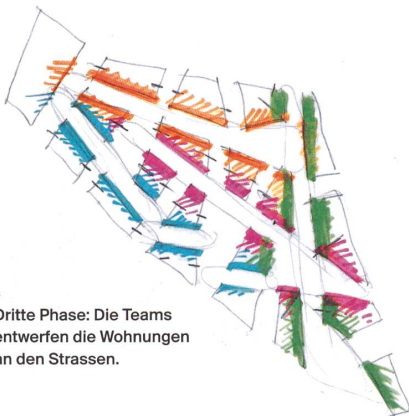 Dritte Phase: Die Teams
entwerfen die Wohnungen
an den Strassen.